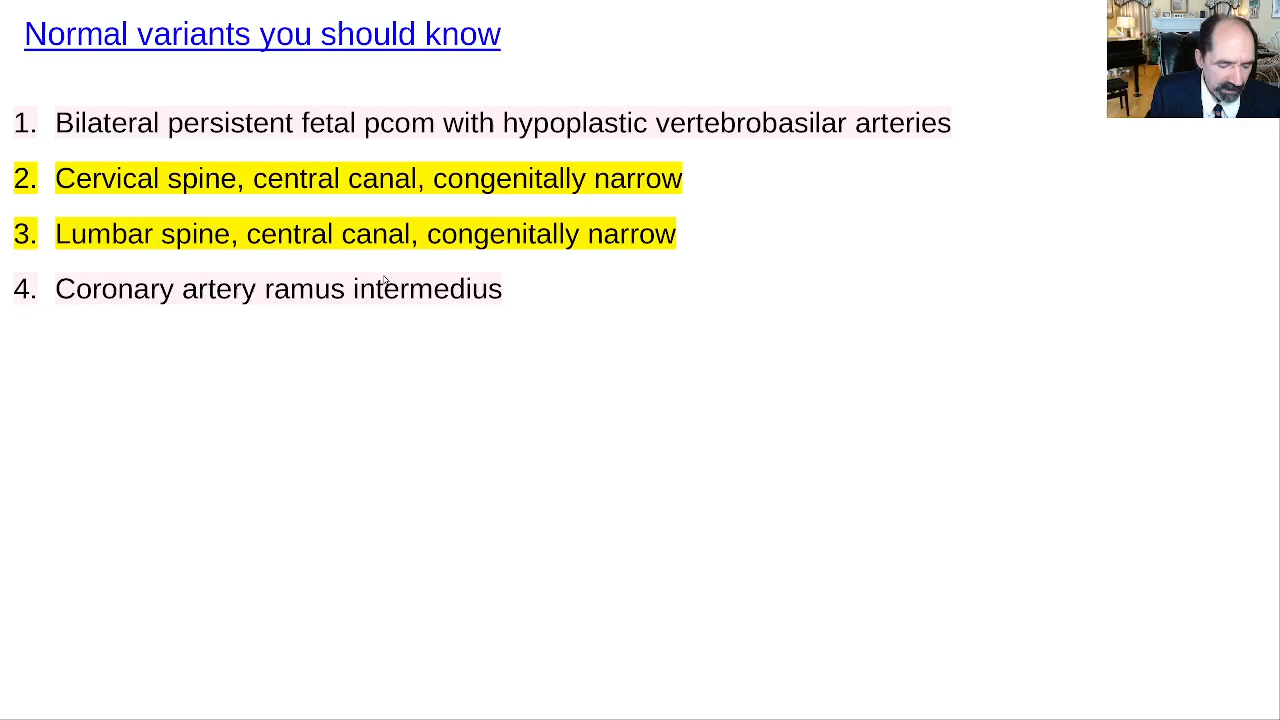 Normal variants you should know
1. Bilateral persistent fetal pcom with hypoplastic vertebrobasilar arteries
2. Cervical spine, central canal, congenitally narrow
3. Lumbar spine, central canal, congenitally narrow
4. Coronary artery ramus intermedius